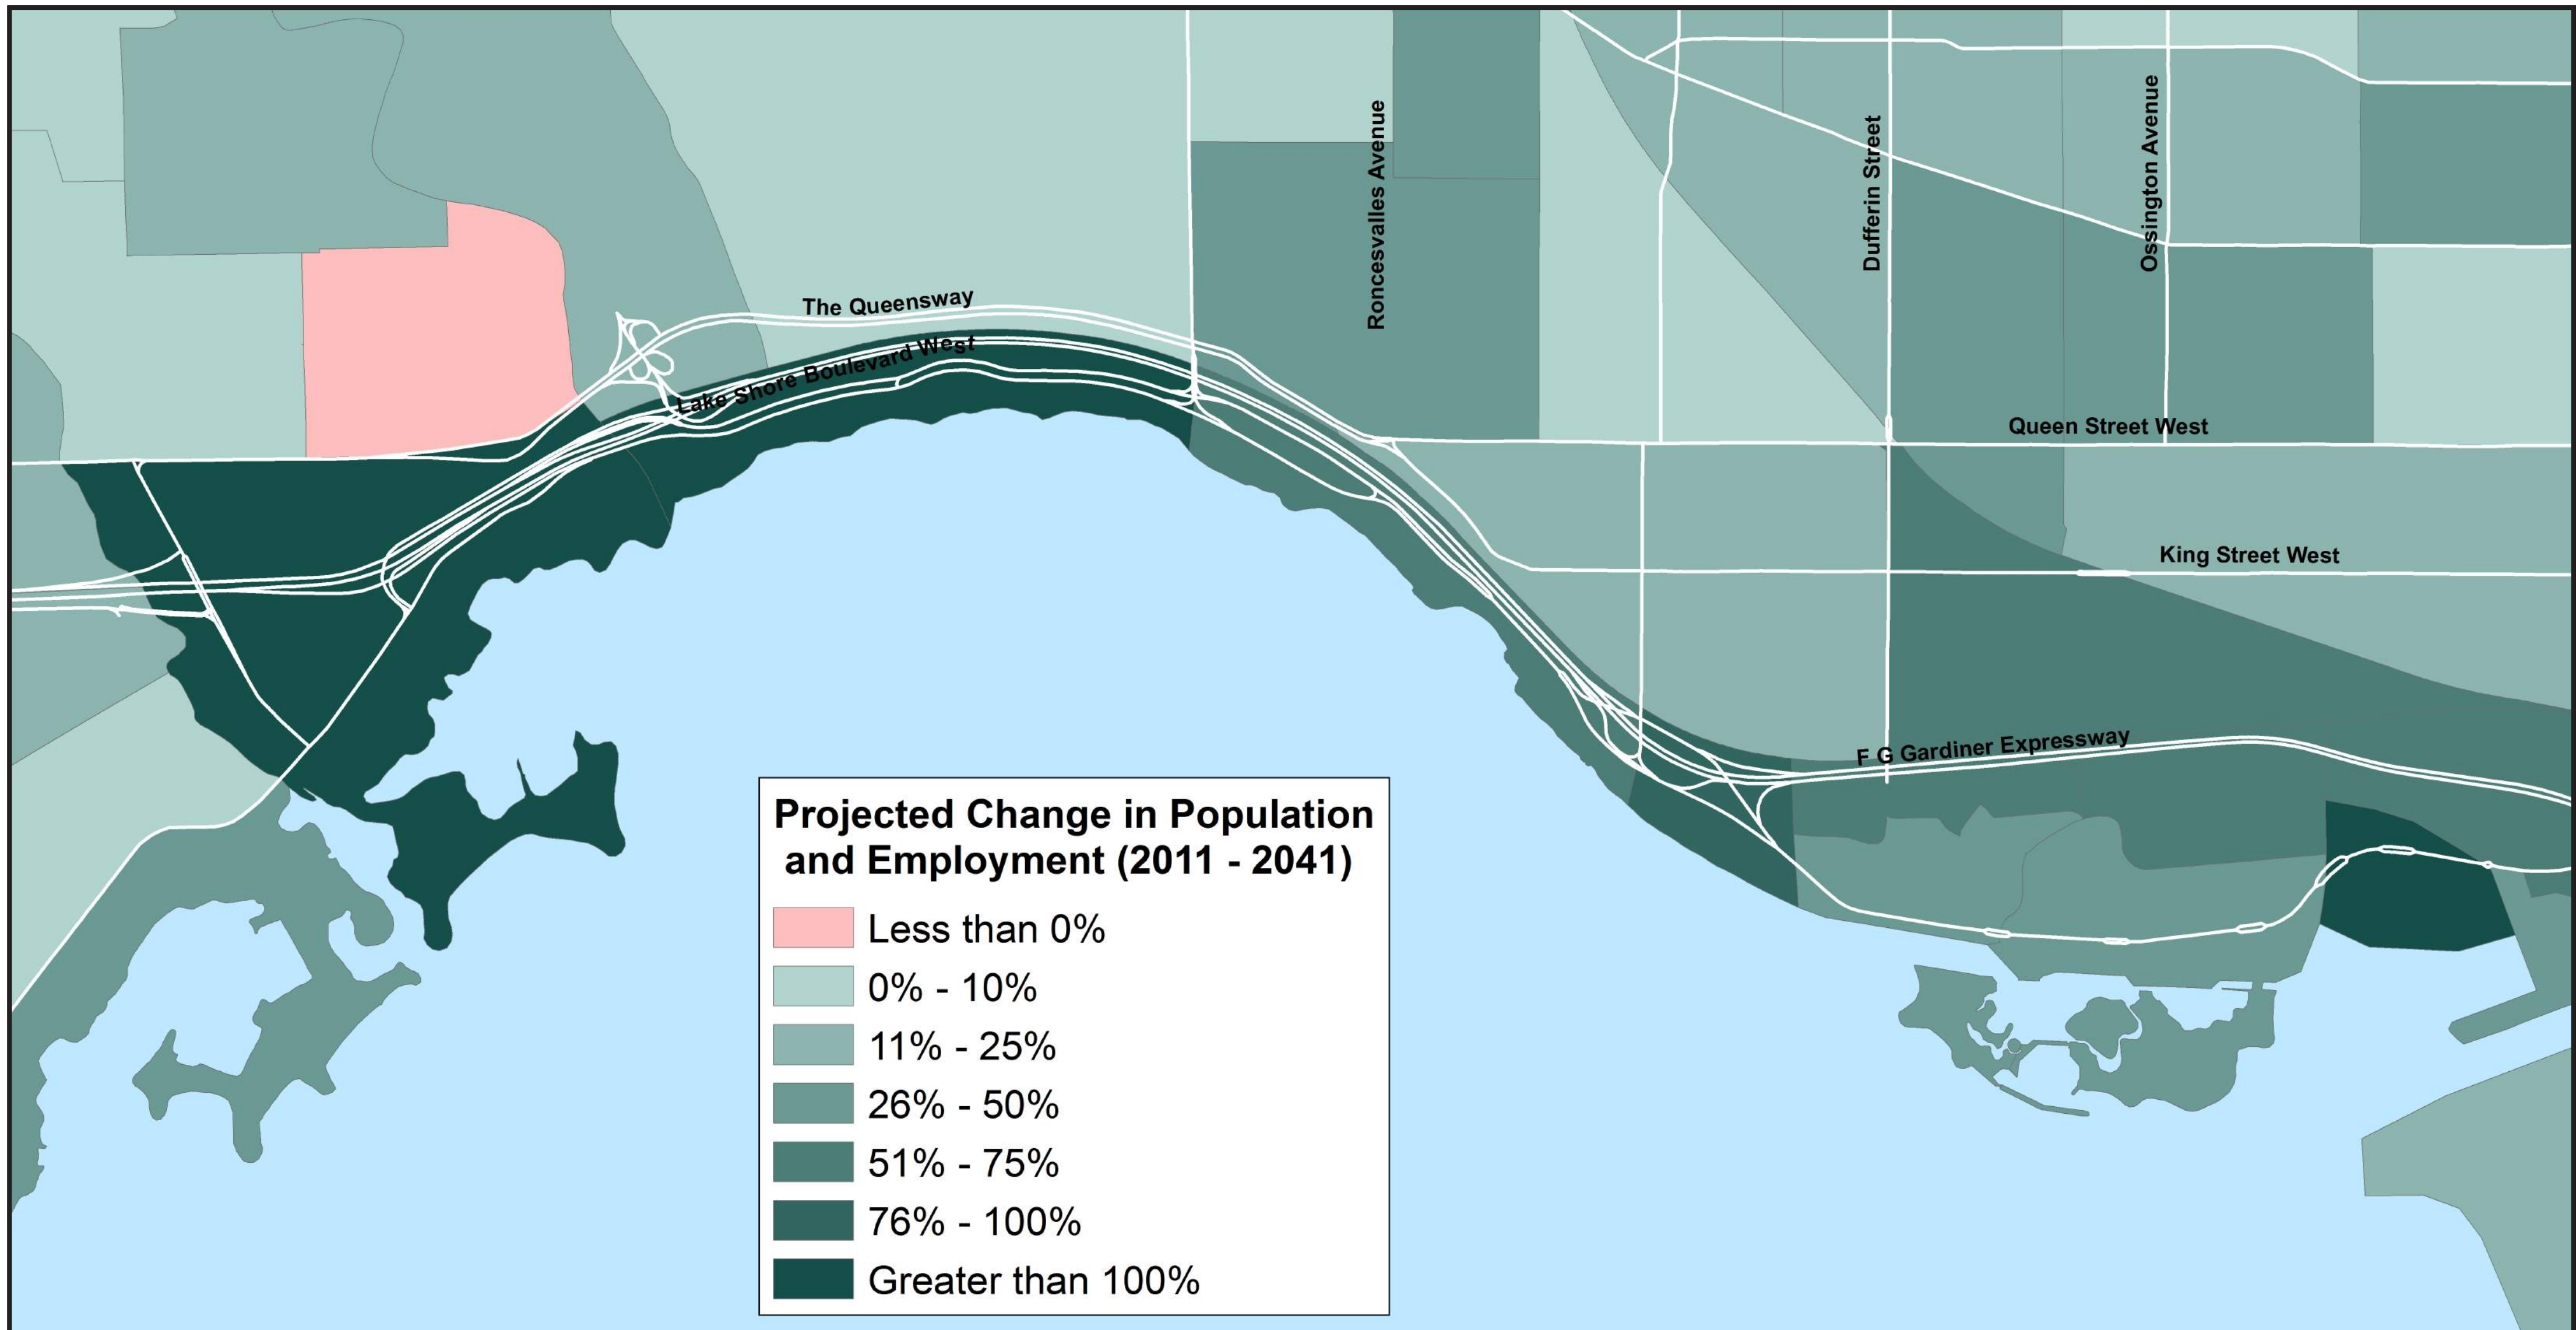 Roncesvalles Avenue
Dufferin Street
Ossington Avenue
The Queensway
Lake Shore Boulevard West
Queen Street West
King Street West
F G Gardiner Expressway
Projected Change in Population
and Employment (2011 - 2041)
Less than 0%
0% - 10%
11% - 25%
26% - 50%
51% - 75%
76% - 100%
Greater than 100%